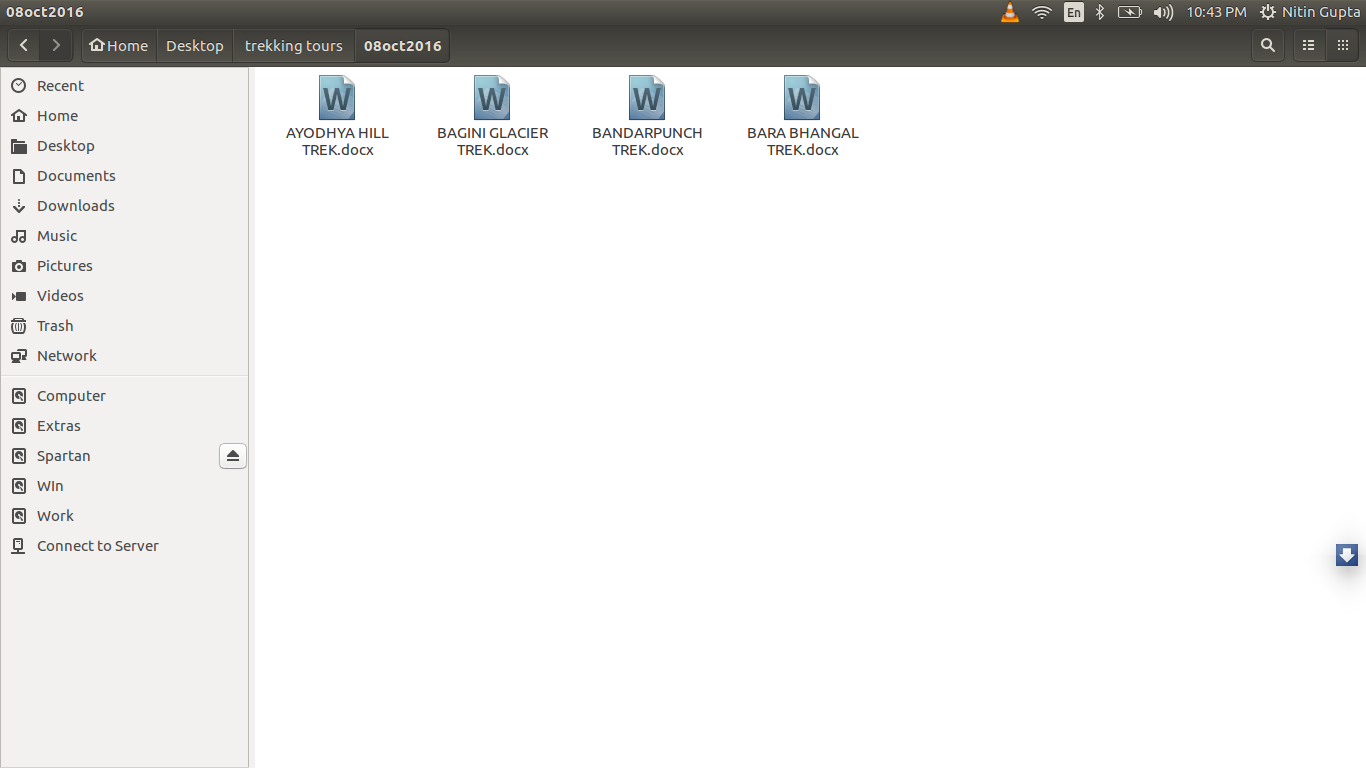 08oct2016
En
10:43 PM
Nitin Gupta
Home
Desktop
trekking tours
08oct2016
Recent
Home
Desktop
Documents
Downloads
Music
Pictures
Videos
Trash
Network
Computer
Extras
Spartan
WIn
Work
Connect to Server
AYODHYA HILL
TREK.docx
BAGINI GLACIER
TREK.docx
BANDARPUNCH
TREK.docx
BARA BHANGAL
TREK.docx